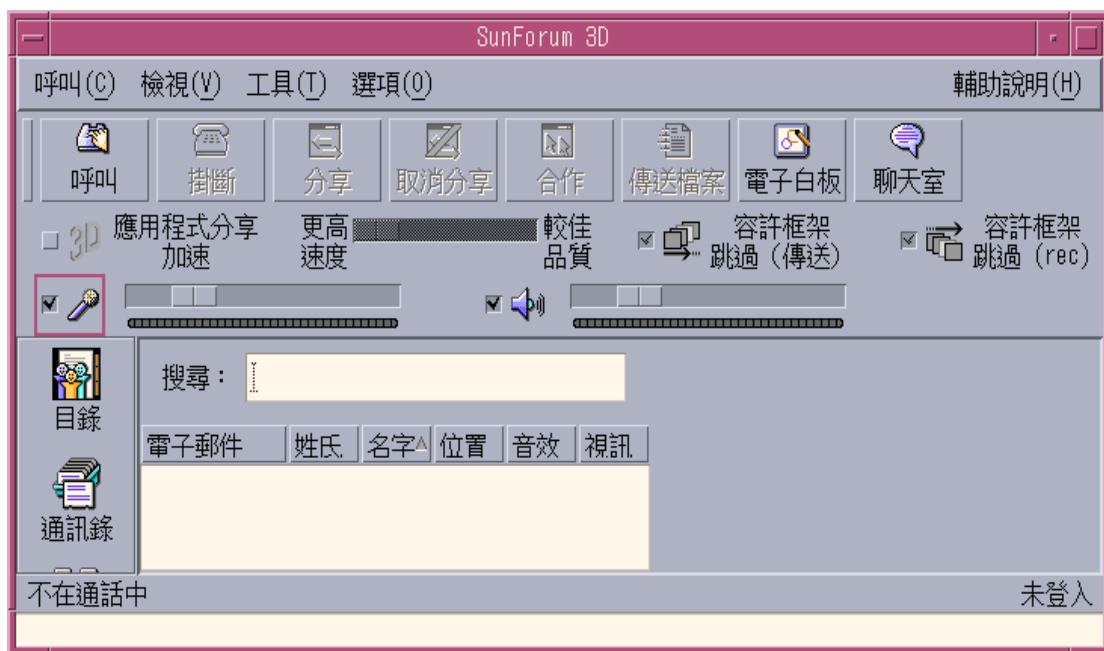 SunForum 3D
呼叫(C) 檢視(V) 工具(T) 選項(O) 輔助說明(H)
呼叫 掛斷 分享 取消分享 合作 傳送檔案 電子白板 聊天室
3D 應用程式分享 更高 較佳 容許框架 容許框架
加速 速度 品質 跳過 (傳送) 跳過 (rec)
搜尋：
目錄
電子郵件 姓氏 名字 位置 音效 視訊
通訊錄
不在通話中 未登入